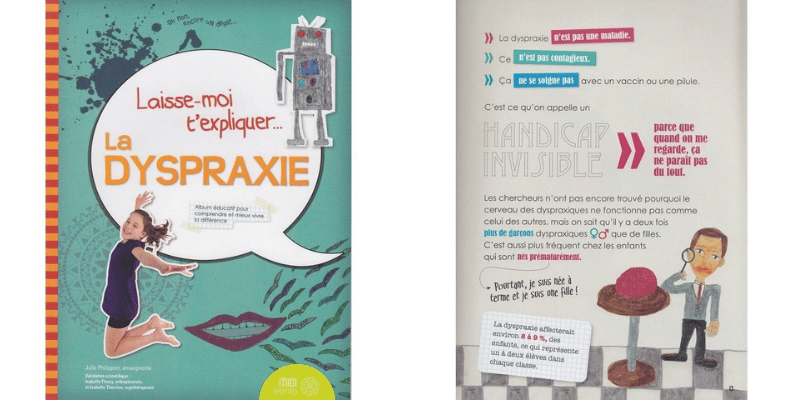 Oh non, encore un dégât...
Laisse-moi
t'expliquer...
La
DYSPRAXIE
Album éducatif pour
comprendre et mieux vivre
la différence
Julie Philippon, enseignante
Validation scientifique :
MIDI
trente
La dyspraxie n'est pas une maladie.
Ce n'est pas contagieux.
Ça ne se soigne pas avec un vaccin ou une pilule.
C'est ce qu'on appelle un
HANDICAP
INVISIBLE
parce que
quand on me
regarde, ça
ne paraît pas
du tout.
Les chercheurs n'ont pas encore trouvé pourquoi le
cerveau des dyspraxiques ne fonctionne pas comme
celui des autres, mais on sait qu'il y a deux fois
plus de garçons dyspraxiques que de filles.
C'est aussi plus fréquent chez les enfants
qui sont nés prématurément.
Pourtant, je suis née à
terme et je suis une fille !
La dyspraxie affecterait
environ 8 à 9 %, des
enfants, ce qui représente
un à deux élèves dans
chaque classe.